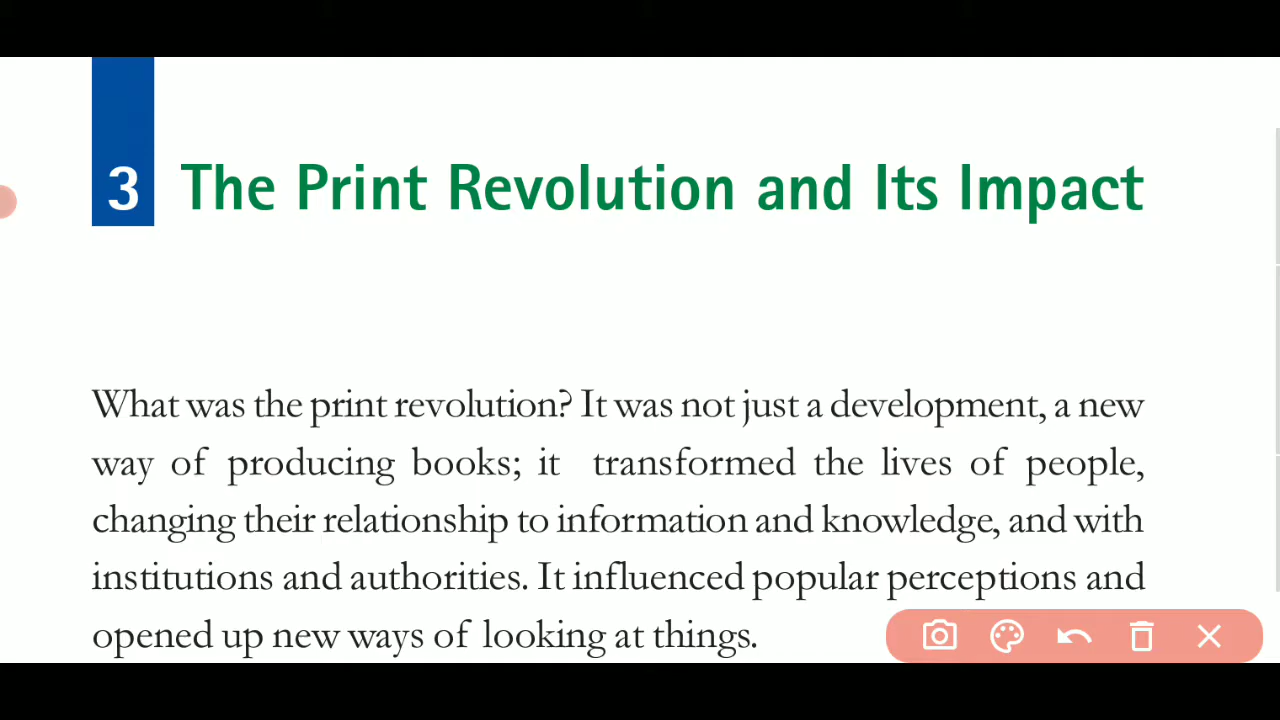 3 The Print Revolution and Its Impact
What was the print revolution? It was not just a development, a new
way of producing books; it transformed the lives of people,
changing their relationship to information and knowledge, and with
institutions and authorities. It influenced popular perceptions and
opened up new ways of looking at things.